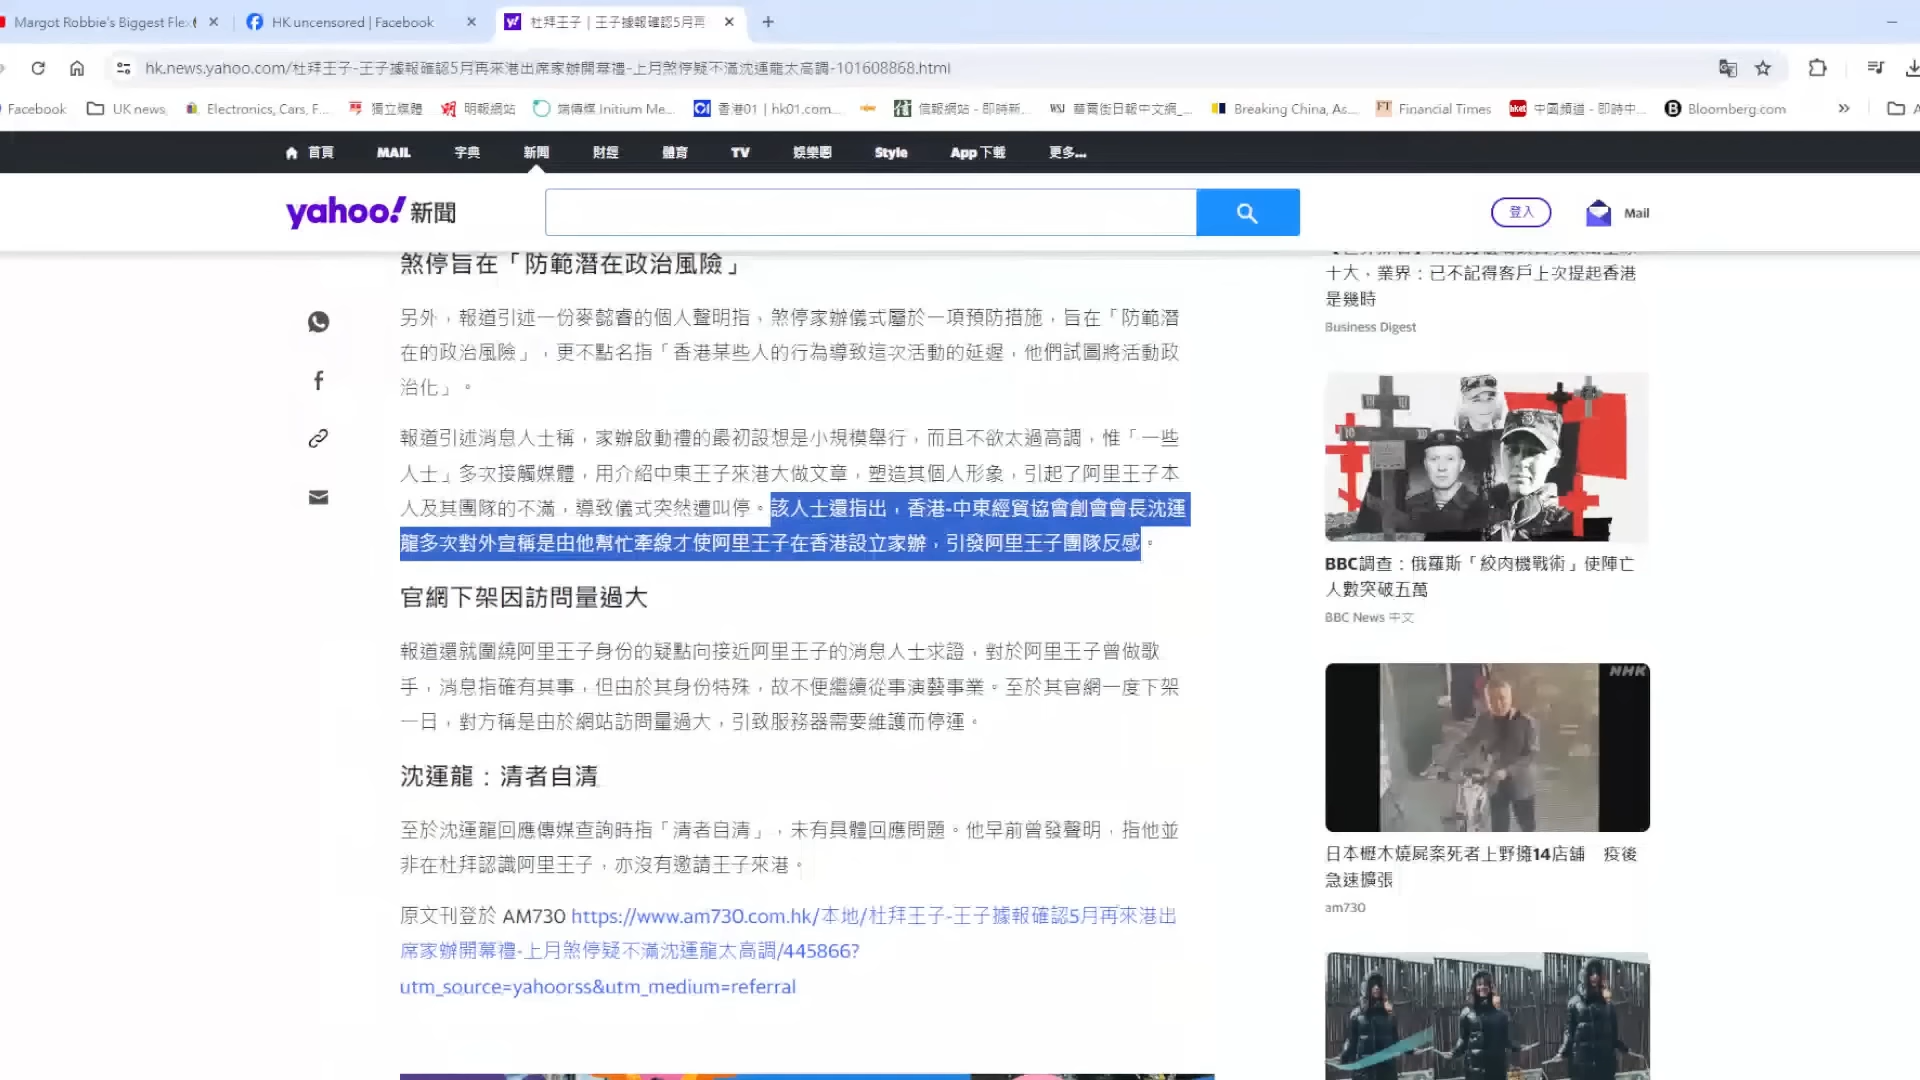 Margot Robbie's Biggest Fle
HK uncensored | Facebook
杜拜王子｜王子據報確認5月再
hk.news.yahoo.com/杜拜王子-王子據報確認5月再來港出席家辦開幕禮-上月煞停疑不滿沈運龍太高調-101608868.html
Facebook
UK news
Electronics, Cars, F...
獨立媒體
明報網站
端傳媒 Initium Me...
香港01 | hk01.com...
信報網站 - 即時新...
WSJ 華爾街日報中文網_...
Breaking China, As...
FT Financial Times
hket 中國頻道 - 即時中...
B Bloomberg.com
首頁
MAIL
字典
新聞
財經
體育
TV
娛樂圈
Style
App 下載
更多...
yahoo! 新聞
登入
Mail
煞停旨在「防範潛在政治風險」
另外，報道引述一份麥懿睿的個人聲明指，煞停家辦儀式屬於一項預防措施，旨在「防範潛
在的政治風險」，更不點名指「香港某些人的行為導致這次活動的延遲，他們試圖將活動政
治化」。
報道引述消息人士稱，家辦啟動禮的最初設想是小規模舉行，而且不欲太過高調，惟「一些
人士」多次接觸媒體，用介紹中東王子來港大做文章，塑造其個人形象，引起了阿里王子本
人及其團隊的不滿，導致儀式突然遭叫停。該人士還指出，香港-中東經貿協會創會會長沈運
龍多次對外宣稱是由他幫忙牽線才使阿里王子在香港設立家辦，引發阿里王子團隊反感。
官網下架因訪問量過大
報道還就圍繞阿里王子身份的疑點向接近阿里王子的消息人士求證，對於阿里王子曾做歌
手，消息指確有其事，但由於其身份特殊，故不便繼續從事演藝事業。至於其官網一度下架
一日，對方稱是由於網站訪問量過大，引致服務器需要維護而停運。
沈運龍：清者自清
至於沈運龍回應傳媒查詢時指「清者自清」，未有具體回應問題。他早前曾發聲明，指他並
非在杜拜認識阿里王子，亦沒有邀請王子來港。
原文刊登於 AM730 https://www.am730.com.hk/本地/杜拜王子-王子據報確認5月再來港出
席家辦開幕禮-上月煞停疑不滿沈運龍太高調/445866?
utm_source=yahoorss&utm_medium=referral
十大、業界：已不記得客戶上次提起香港
是幾時
Business Digest
BBC調查：俄羅斯「絞肉機戰術」使陣亡
人數突破五萬
BBC News 中文
NHK
日本櫪木燒屍案死者上野擁14店舖 疫後
急速擴張
am730